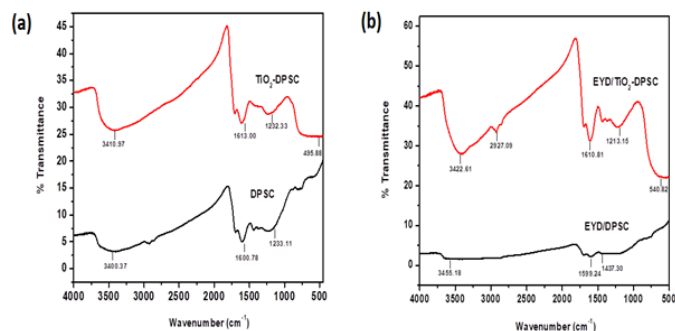 (a)
% Transmittance
45
40
35
30
25
20
15
10
5
0
TiO2-DPSC
3410.97
1613.00
1232.33
495.88
DPSC
3400.37
1600.78
1233.11
4000 3500 3000 2500 2000 1500 1000 500
Wavenumber (cm-1)
(b)
% Transmittance
60
50
40
30
20
10
0
EYD/TiO2-DPSC
3422.61
2927.09
1610.81
1213.15
540.82
EYD/DPSC
3455.18
1599.24
1437.30
4000 3500 3000 2500 2000 1500 1000 500
Wavenumber (cm-1)